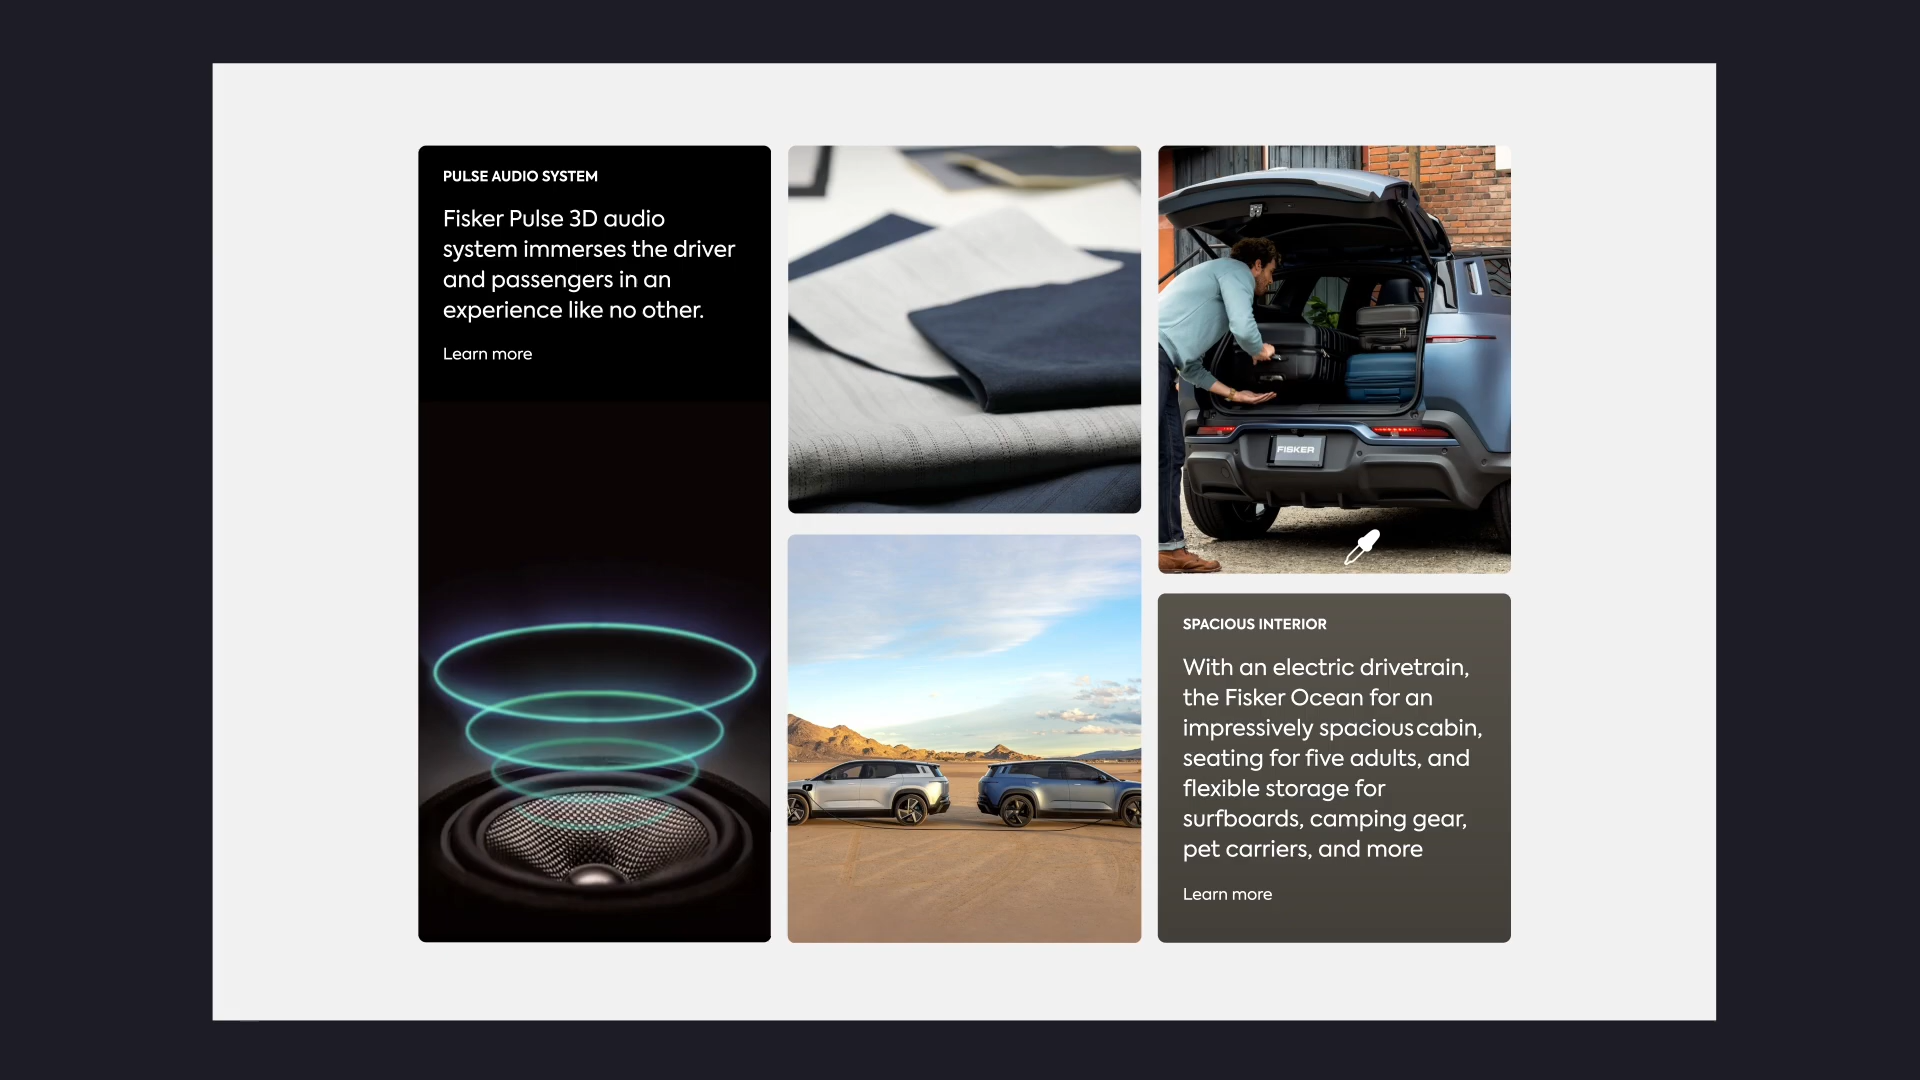 PULSE AUDIO SYSTEM
Fisker Pulse 3D audio
system immerses the driver
and passengers in an
experience like no other.
Learn more
FISKER
SPACIOUS INTERIOR
With an electric drivetrain,
the Fisker Ocean for an
impressively spacious cabin,
seating for five adults, and
flexible storage for
surfboards, camping gear,
pet carriers, and more
Learn more